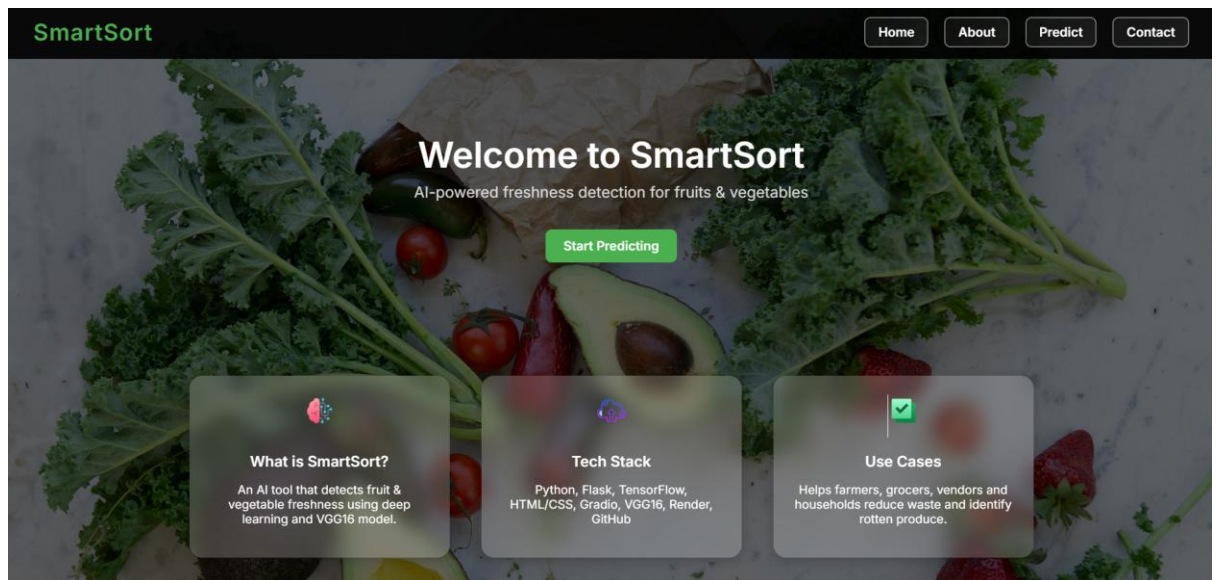 SmartSort
Home
About
Predict
Contact
Welcome to SmartSort
AI-powered freshness detection for fruits & vegetables
Start Predicting
What is SmartSort?
An AI tool that detects fruit &
vegetable freshness using deep
learning and VGG16 model.
Tech Stack
Python, Flask, TensorFlow,
HTML/CSS, Gradio, VGG16, Render,
GitHub
Use Cases
Helps farmers, grocers, vendors and
households reduce waste and identify
rotten produce.